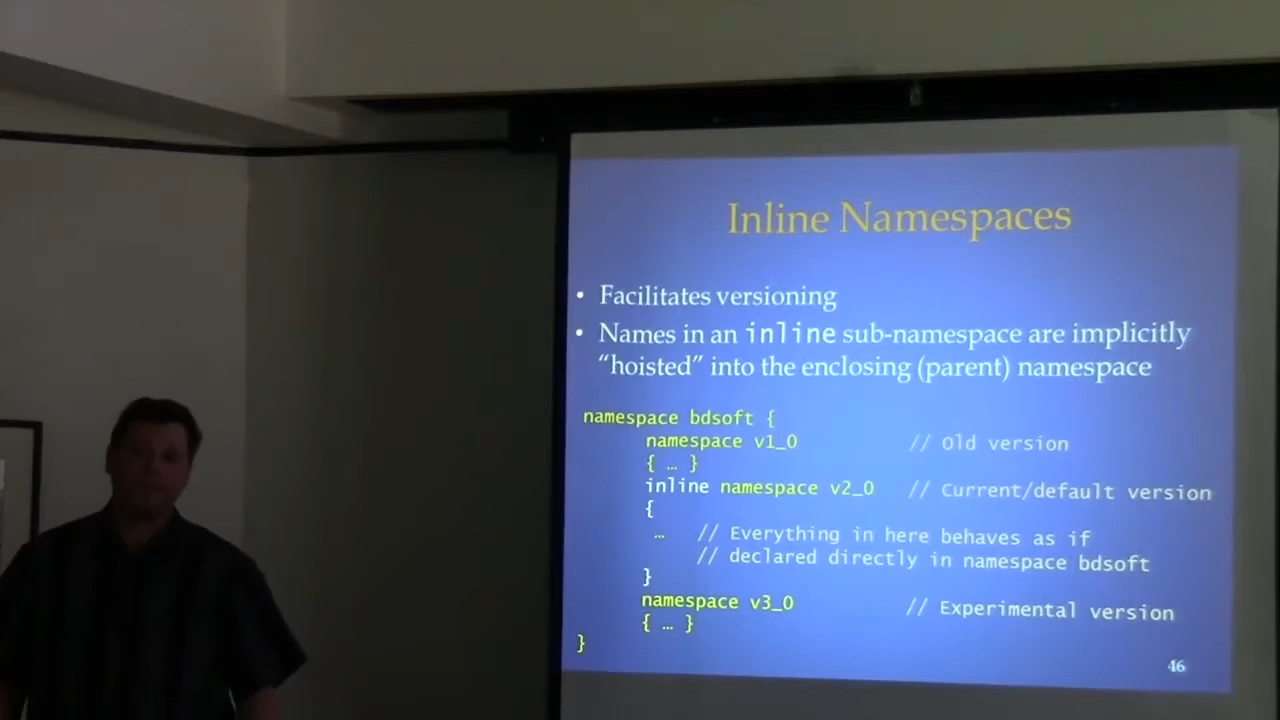 Inline Namespaces
• Facilitates versioning
• Names in an inline sub-namespace are implicitly
“hoisted” into the enclosing (parent) namespace
namespace bdsoft {
namespace v1_0 // Old version
{ … }
inline namespace v2_0 // Current/default version
{
… // Everything in here behaves as if
// declared directly in namespace bdsoft
}
namespace v3_0 // Experimental version
{ … }
}
46